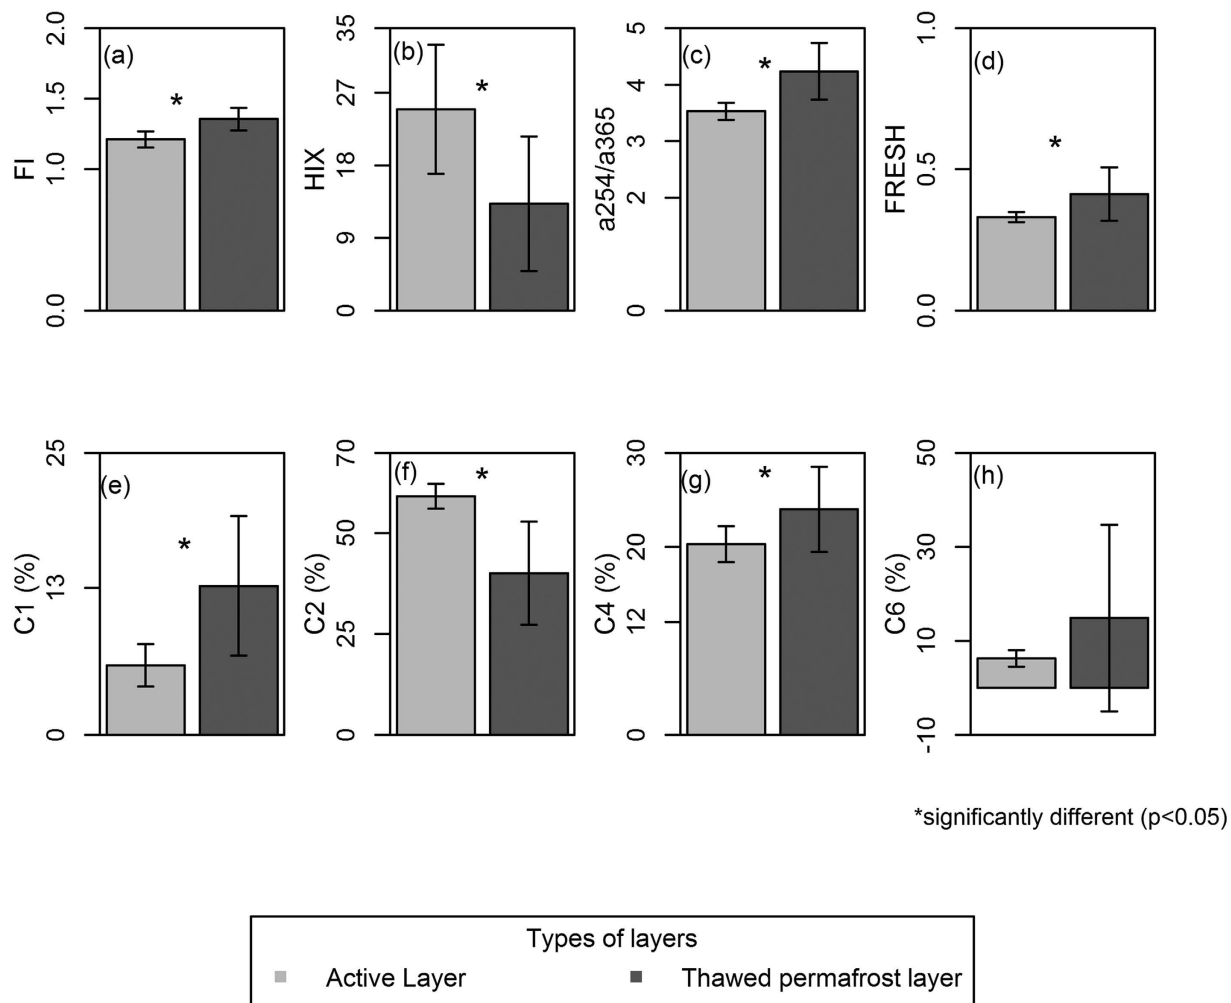 (a)
FI
2.0
1.5
1.0
0.0
*
(b)
HIX
35
27
18
9
0
*
(c)
a254/a365
5
4
3
2
0
*
(d)
FRESH
1.0
0.5
0.0
*
(e)
C1 (%)
25
13
0
*
(f)
C2 (%)
70
50
25
0
*
(g)
C4 (%)
30
20
12
0
*
(h)
C6 (%)
50
30
10
-10
*significantly different (p<0.05)
Types of layers
Active Layer
Thawed permafrost layer